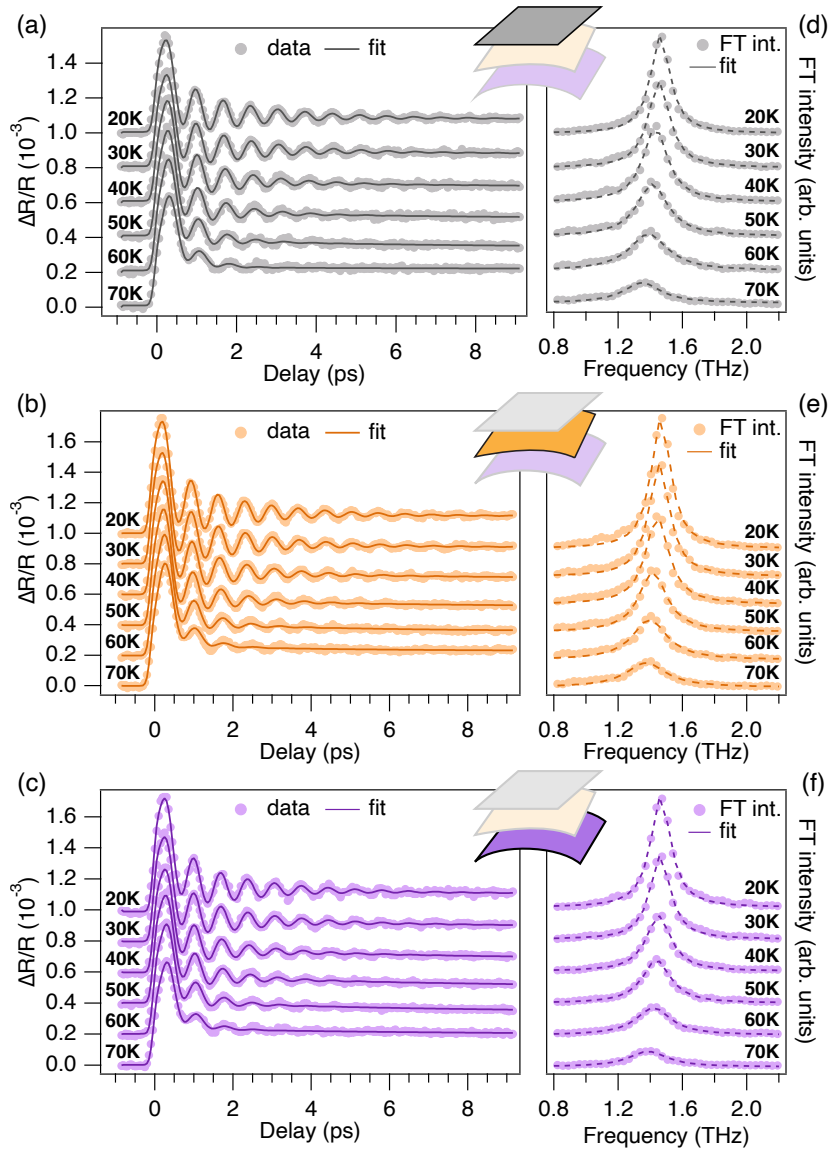 (a)
data
fit
1.4
1.2
1.0
0.8
0.6
0.4
0.2
0.0
20K
30K
40K
50K
60K
70K
ΔR/R (10⁻³)
0 2 4 6 8
Delay (ps)
(d)
FT int.
fit
20K
30K
40K
50K
60K
70K
FT intensity (arb. units)
0.8 1.2 1.6 2.0
Frequency (THz)
(b)
data
fit
1.6
1.4
1.2
1.0
0.8
0.6
0.4
0.2
0.0
20K
30K
40K
50K
60K
70K
ΔR/R (10⁻³)
0 2 4 6 8
Delay (ps)
(e)
FT int.
fit
20K
30K
40K
50K
60K
70K
FT intensity (arb. units)
0.8 1.2 1.6 2.0
Frequency (THz)
(c)
data
fit
1.6
1.4
1.2
1.0
0.8
0.6
0.4
0.2
0.0
20K
30K
40K
50K
60K
70K
ΔR/R (10⁻³)
0 2 4 6 8
Delay (ps)
(f)
FT int.
fit
20K
30K
40K
50K
60K
70K
FT intensity (arb. units)
0.8 1.2 1.6 2.0
Frequency (THz)